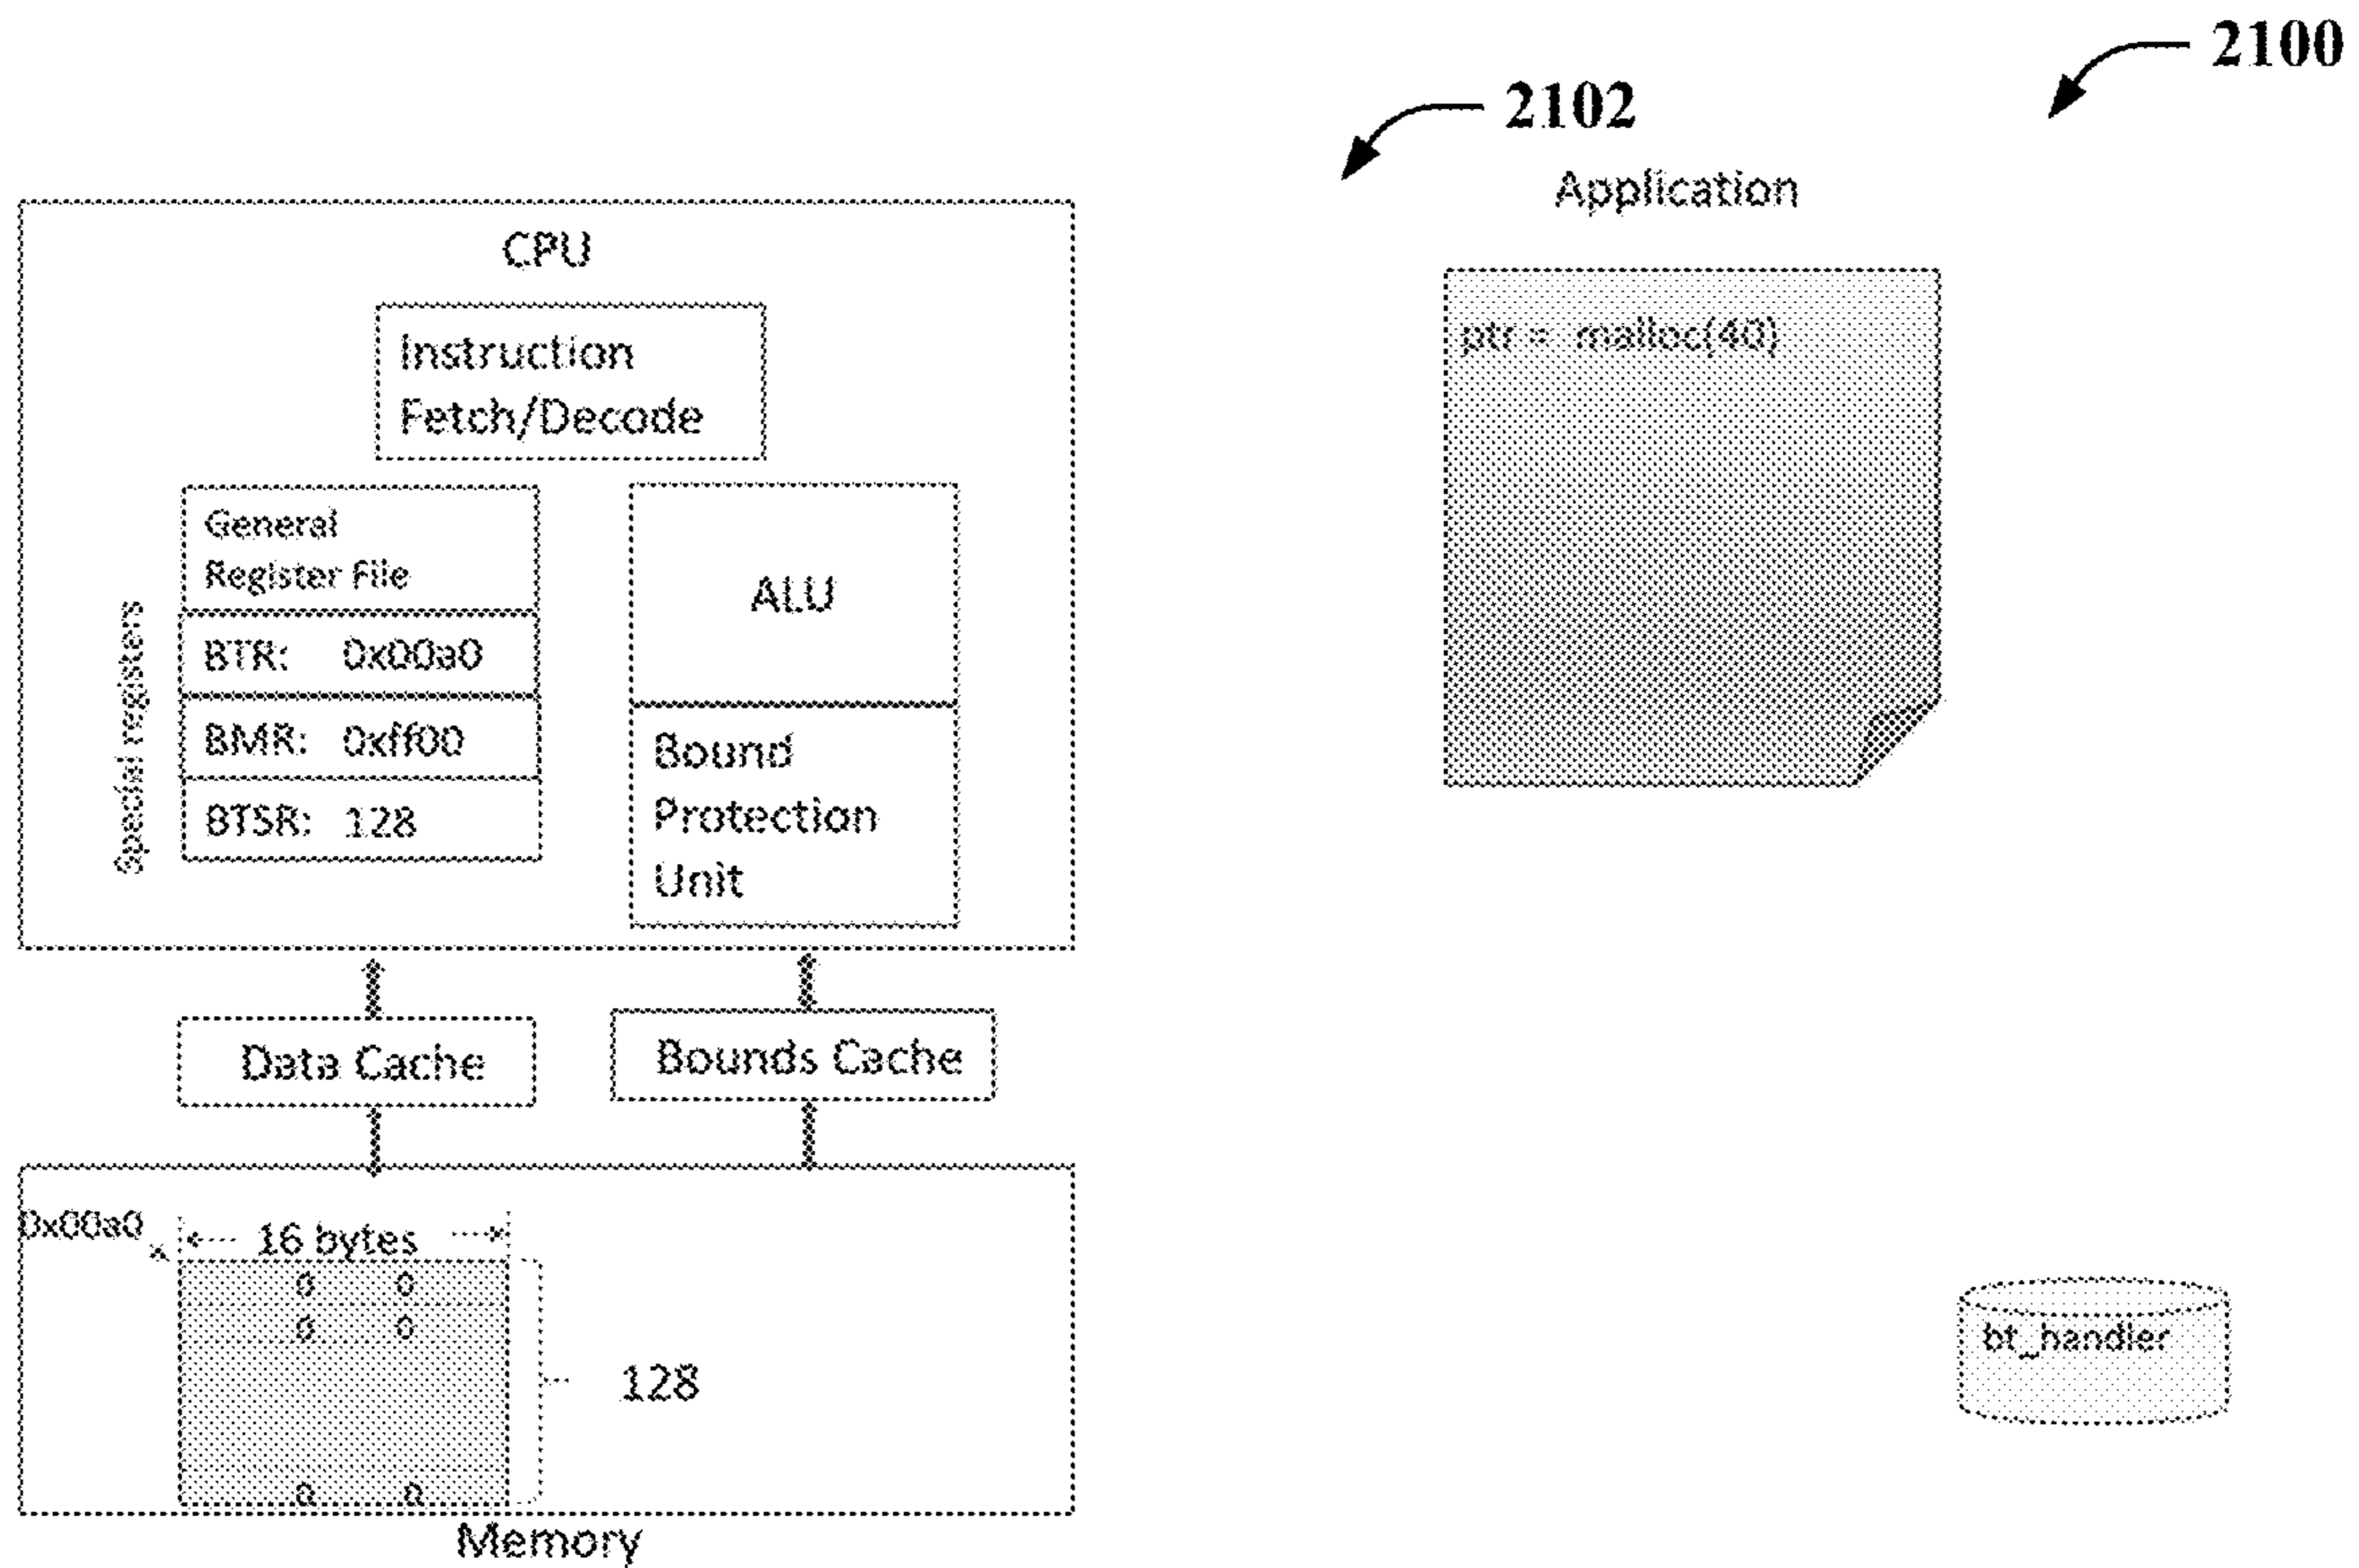 2100
2102
Application
CPU
Instruction
Fetch/Decode
ptr = malloc(40)
General
Register File
ALU
Special registers
BTR: 0x00a0
BMR: 0xff00
BTSR: 128
Bound
Protection
Unit
Data Cache
Bounds Cache
0x00a0
16 bytes
0 0
0 0
128
0 0
bt_handler
Memory